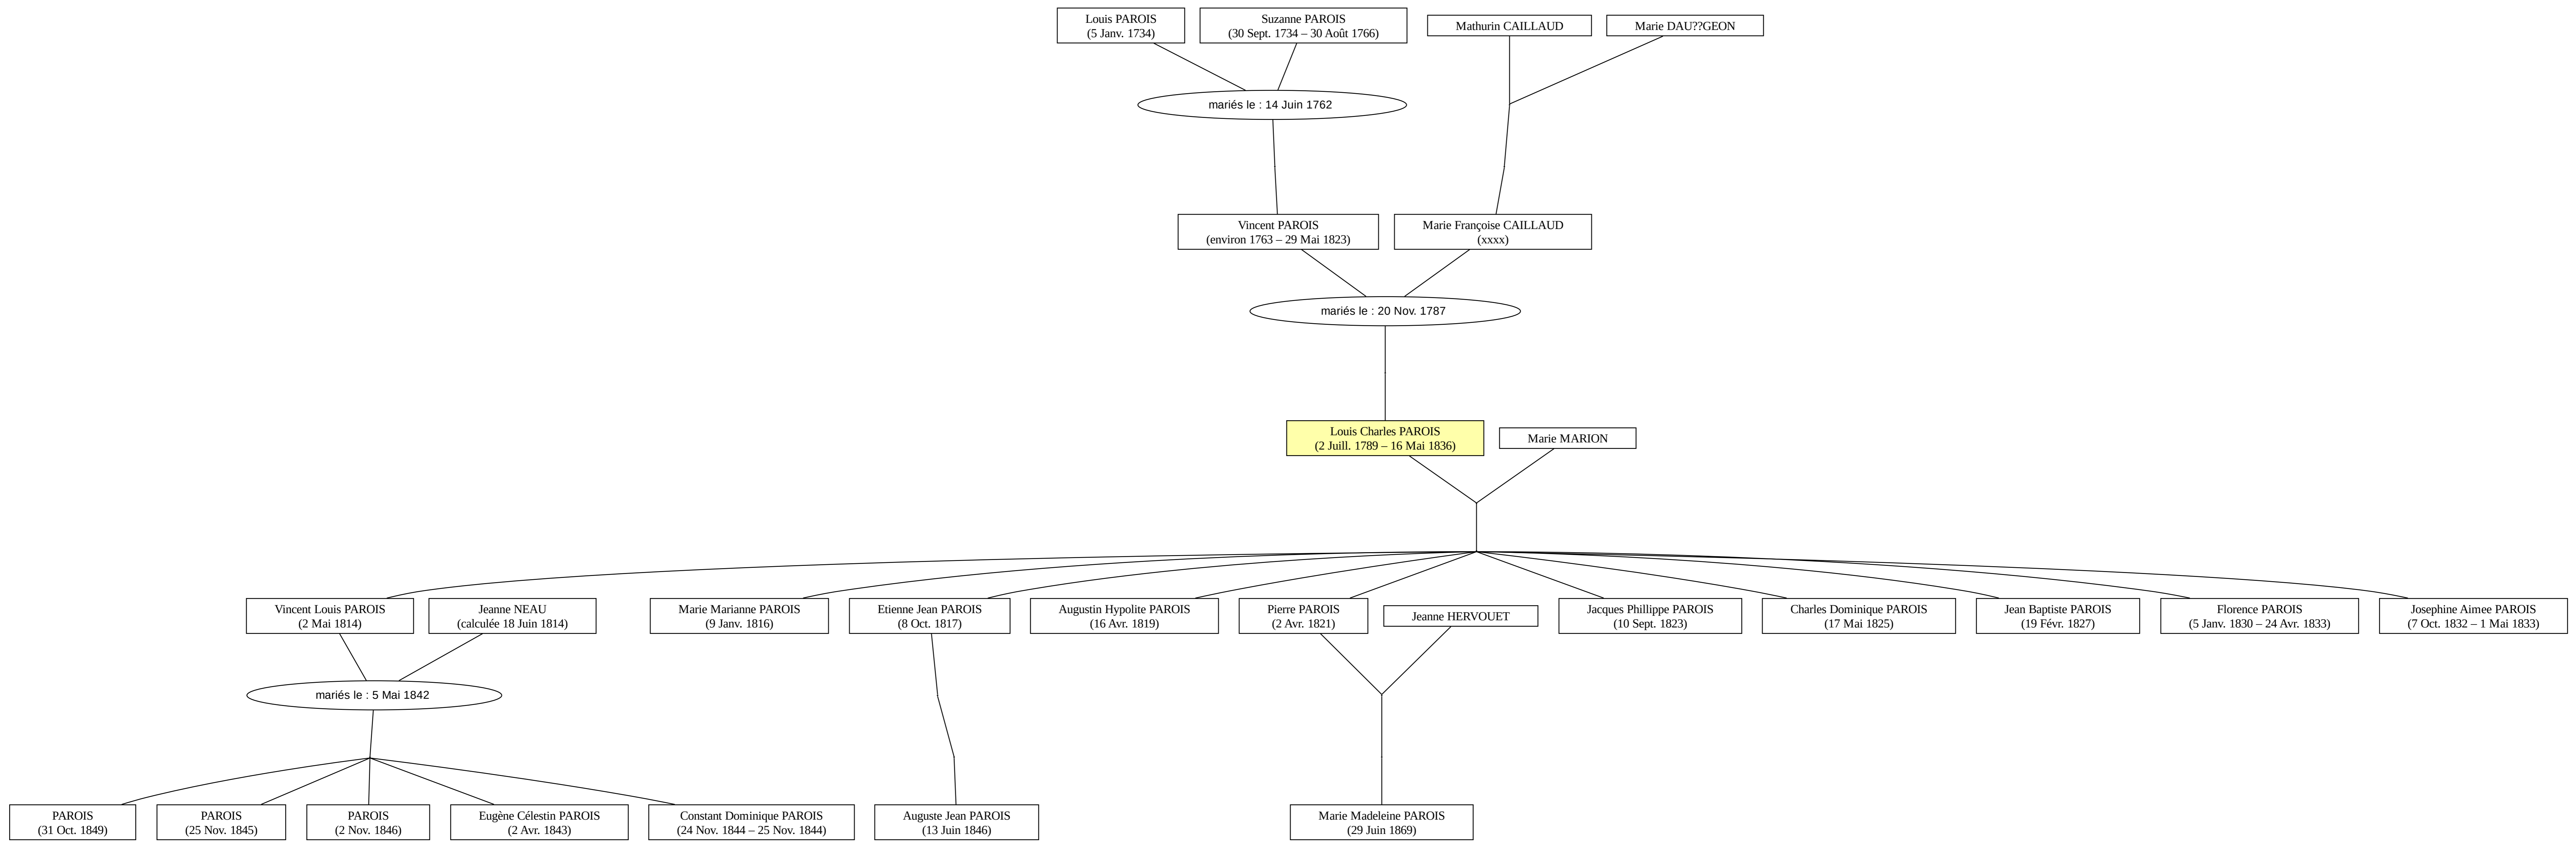 Louis PAROIS
(5 Janv. 1734)
Suzanne PAROIS
(30 Sept. 1734 – 30 Août 1766)
Mathurin CAILLAUD
Marie DAU??GEON
mariés le : 14 Juin 1762
Vincent PAROIS
(environ 1763 – 29 Mai 1823)
Marie Françoise CAILLAUD
(xxxx)
mariés le : 20 Nov. 1787
Louis Charles PAROIS
(2 Juill. 1789 – 16 Mai 1836)
Marie MARION
Vincent Louis PAROIS
(2 Mai 1814)
Jeanne NEAU
(calculée 18 Juin 1814)
Marie Marianne PAROIS
(9 Janv. 1816)
Etienne Jean PAROIS
(8 Oct. 1817)
Augustin Hypolite PAROIS
(16 Avr. 1819)
Pierre PAROIS
(2 Avr. 1821)
Jeanne HERVOUET
Jacques Phillippe PAROIS
(10 Sept. 1823)
Charles Dominique PAROIS
(17 Mai 1825)
Jean Baptiste PAROIS
(19 Févr. 1827)
Florence PAROIS
(5 Janv. 1830 – 24 Avr. 1833)
Josephine Aimee PAROIS
(7 Oct. 1832 – 1 Mai 1833)
mariés le : 5 Mai 1842
PAROIS
(31 Oct. 1849)
PAROIS
(25 Nov. 1845)
PAROIS
(2 Nov. 1846)
Eugène Célestin PAROIS
(2 Avr. 1843)
Constant Dominique PAROIS
(24 Nov. 1844 – 25 Nov. 1844)
Auguste Jean PAROIS
(13 Juin 1846)
Marie Madeleine PAROIS
(29 Juin 1869)